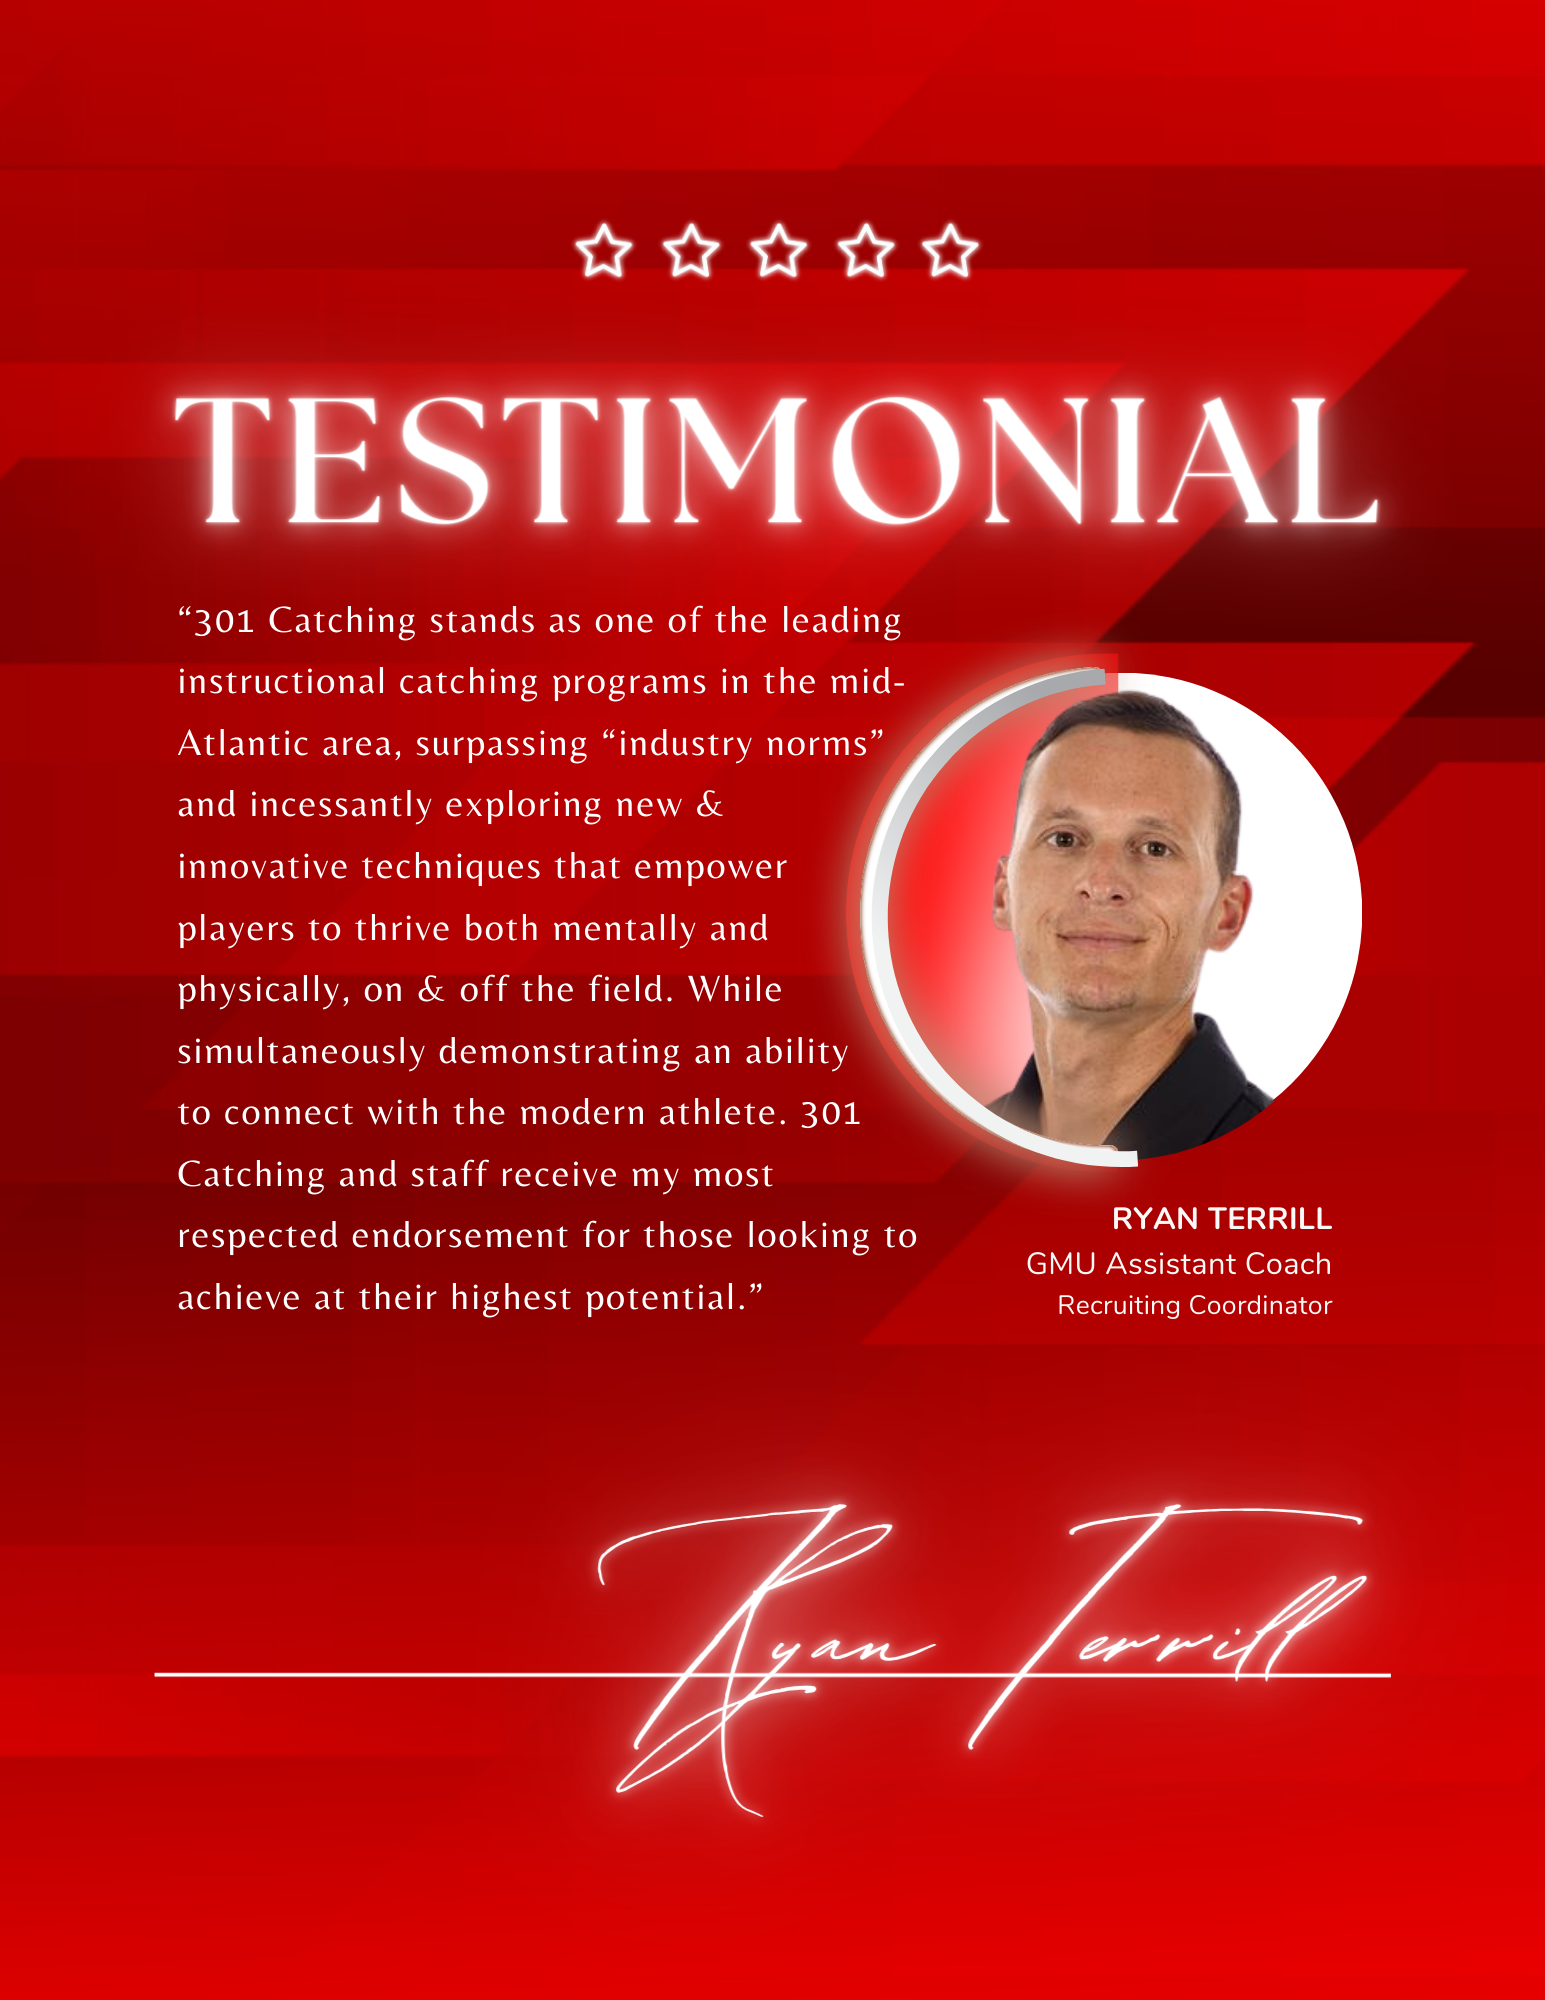 TESTIMONIAL
“301 Catching stands as one of the leading
instructional catching programs in the mid-
Atlantic area, surpassing “industry norms”
and incessantly exploring new &
innovative techniques that empower
players to thrive both mentally and
physically, on & off the field. While
simultaneously demonstrating an ability
to connect with the modern athlete. 301
Catching and staff receive my most
respected endorsement for those looking to
achieve at their highest potential.”
RYAN TERRILL
GMU Assistant Coach
Recruiting Coordinator
Ryan Terrill